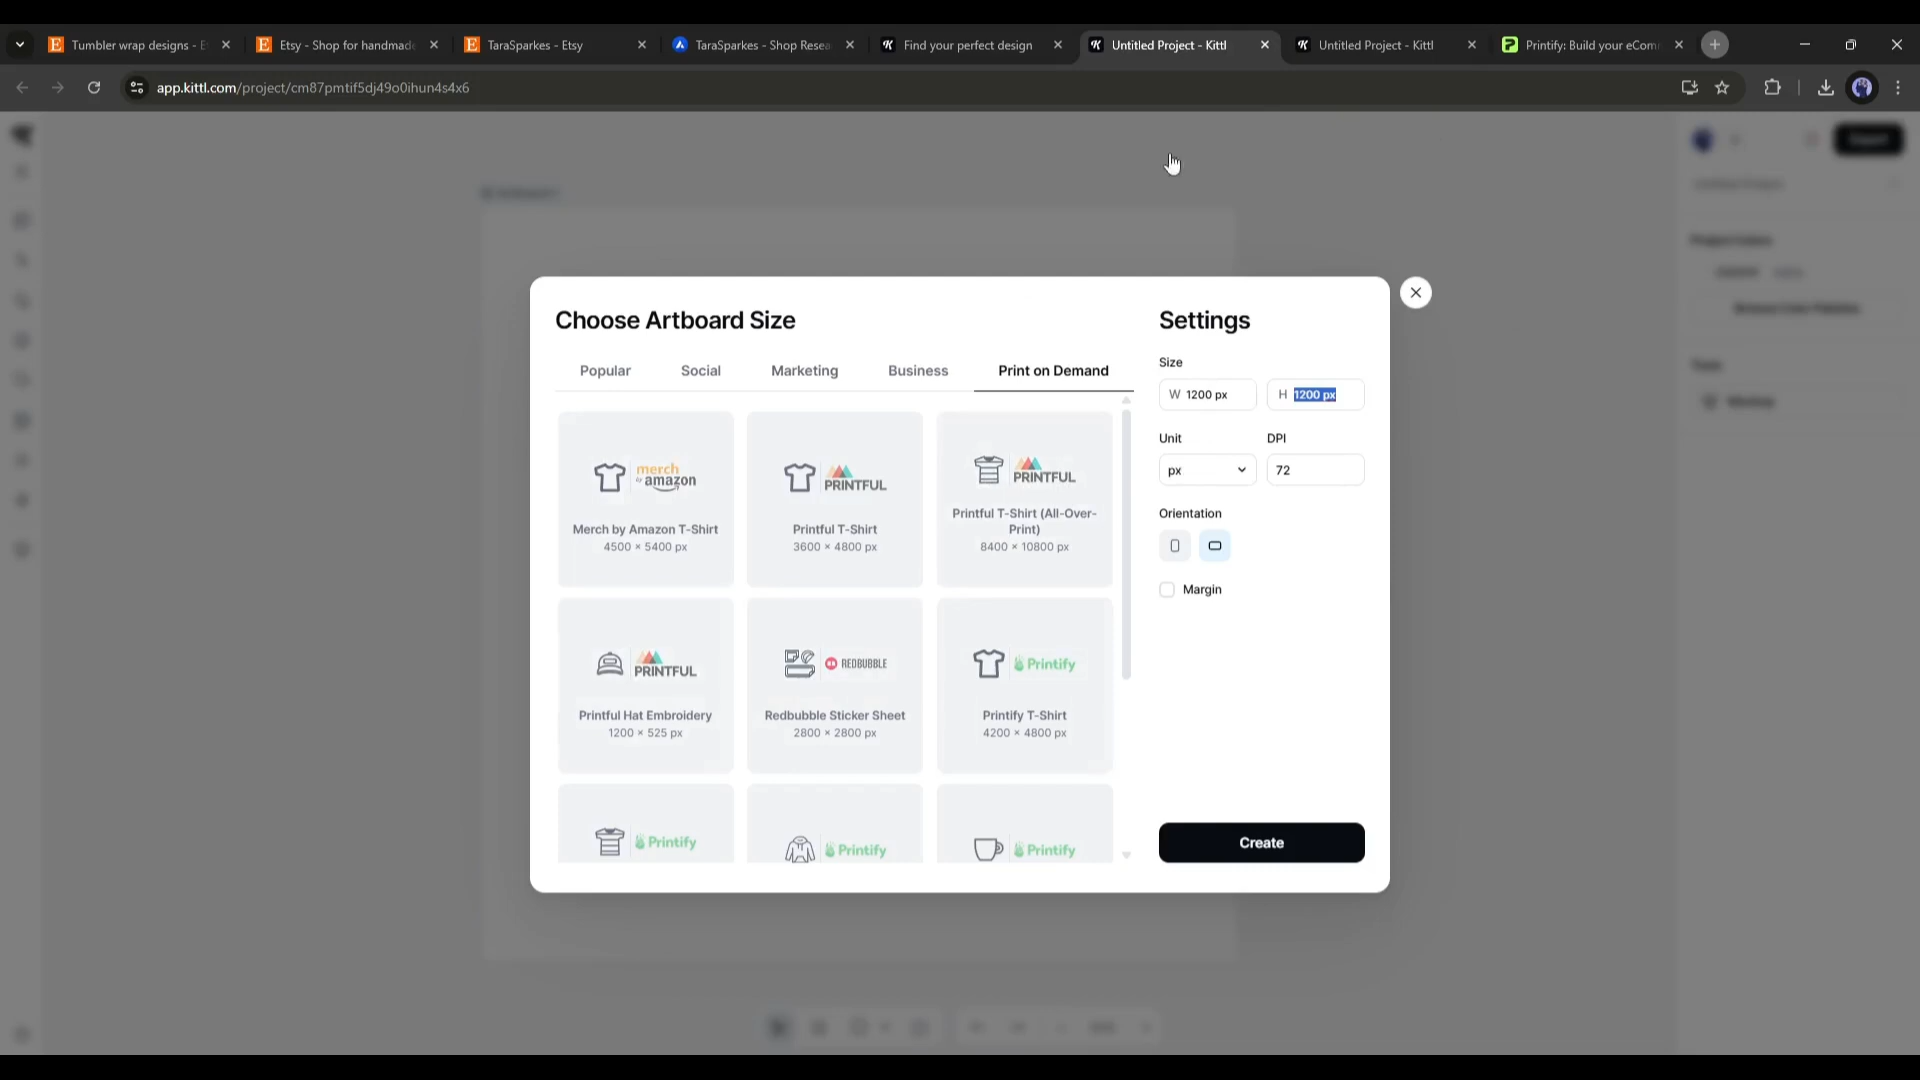 Tumbler wrap designs - E
Etsy - Shop for handmade
TaraSparkes - Etsy
TaraSparkes - Shop Resea
Find your perfect design
Untitled Project - Kittl
Untitled Project - Kittl
Printify: Build your eCom
app.kittl.com/project/cm87pmtif5dj49o0ihun4s4x6
Choose Artboard Size
Popular
Social
Marketing
Business
Print on Demand
merch by amazon
Merch by Amazon T-Shirt
4500 × 5400 px
PRINTFUL
Printful T-Shirt
3600 × 4800 px
PRINTFUL
Printful T-Shirt (All-Over-
Print)
8400 × 10800 px
PRINTFUL
Printful Hat Embroidery
1200 × 525 px
REDBUBBLE
Redbubble Sticker Sheet
2800 × 2800 px
Printify
Printify T-Shirt
4200 × 4800 px
Printify
Printify
Printify
Settings
Size
W 1200 px
H 1200 px
Unit
DPI
px
72
Orientation
Margin
Create